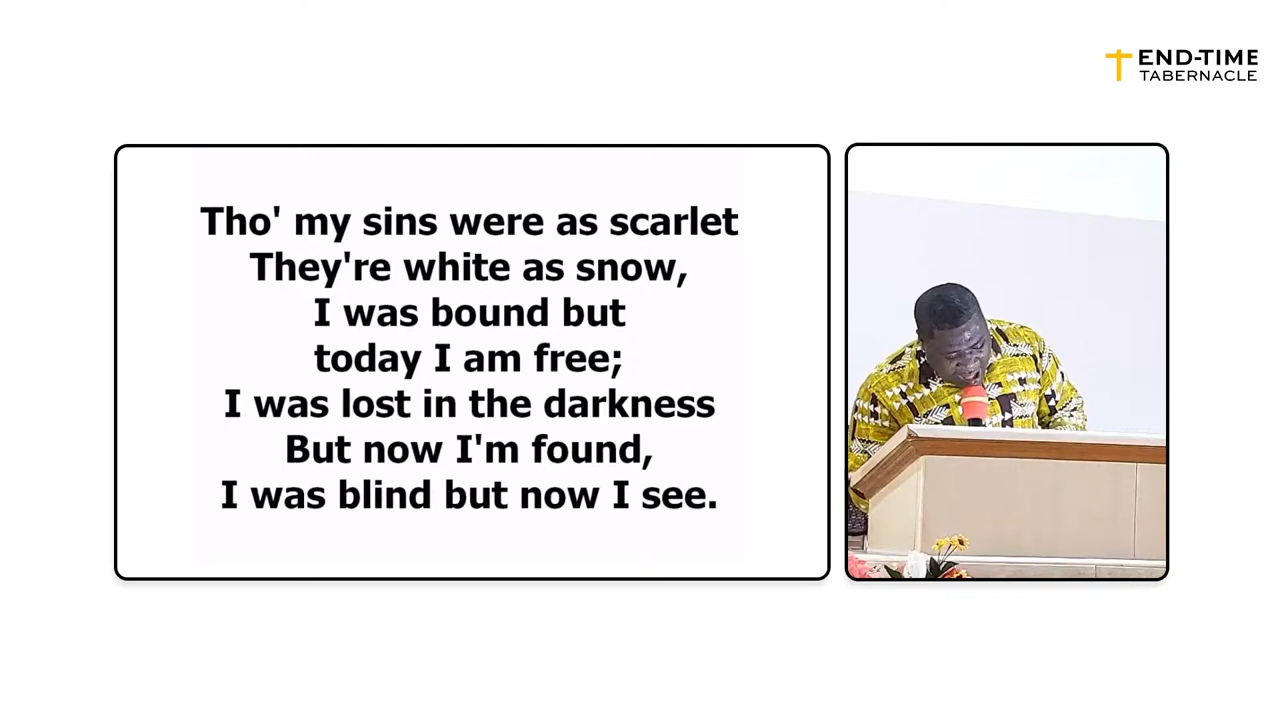 END-TIME
TABERNACLE
Tho' my sins were as scarlet
They're white as snow,
I was bound but
today I am free;
I was lost in the darkness
But now I'm found,
I was blind but now I see.